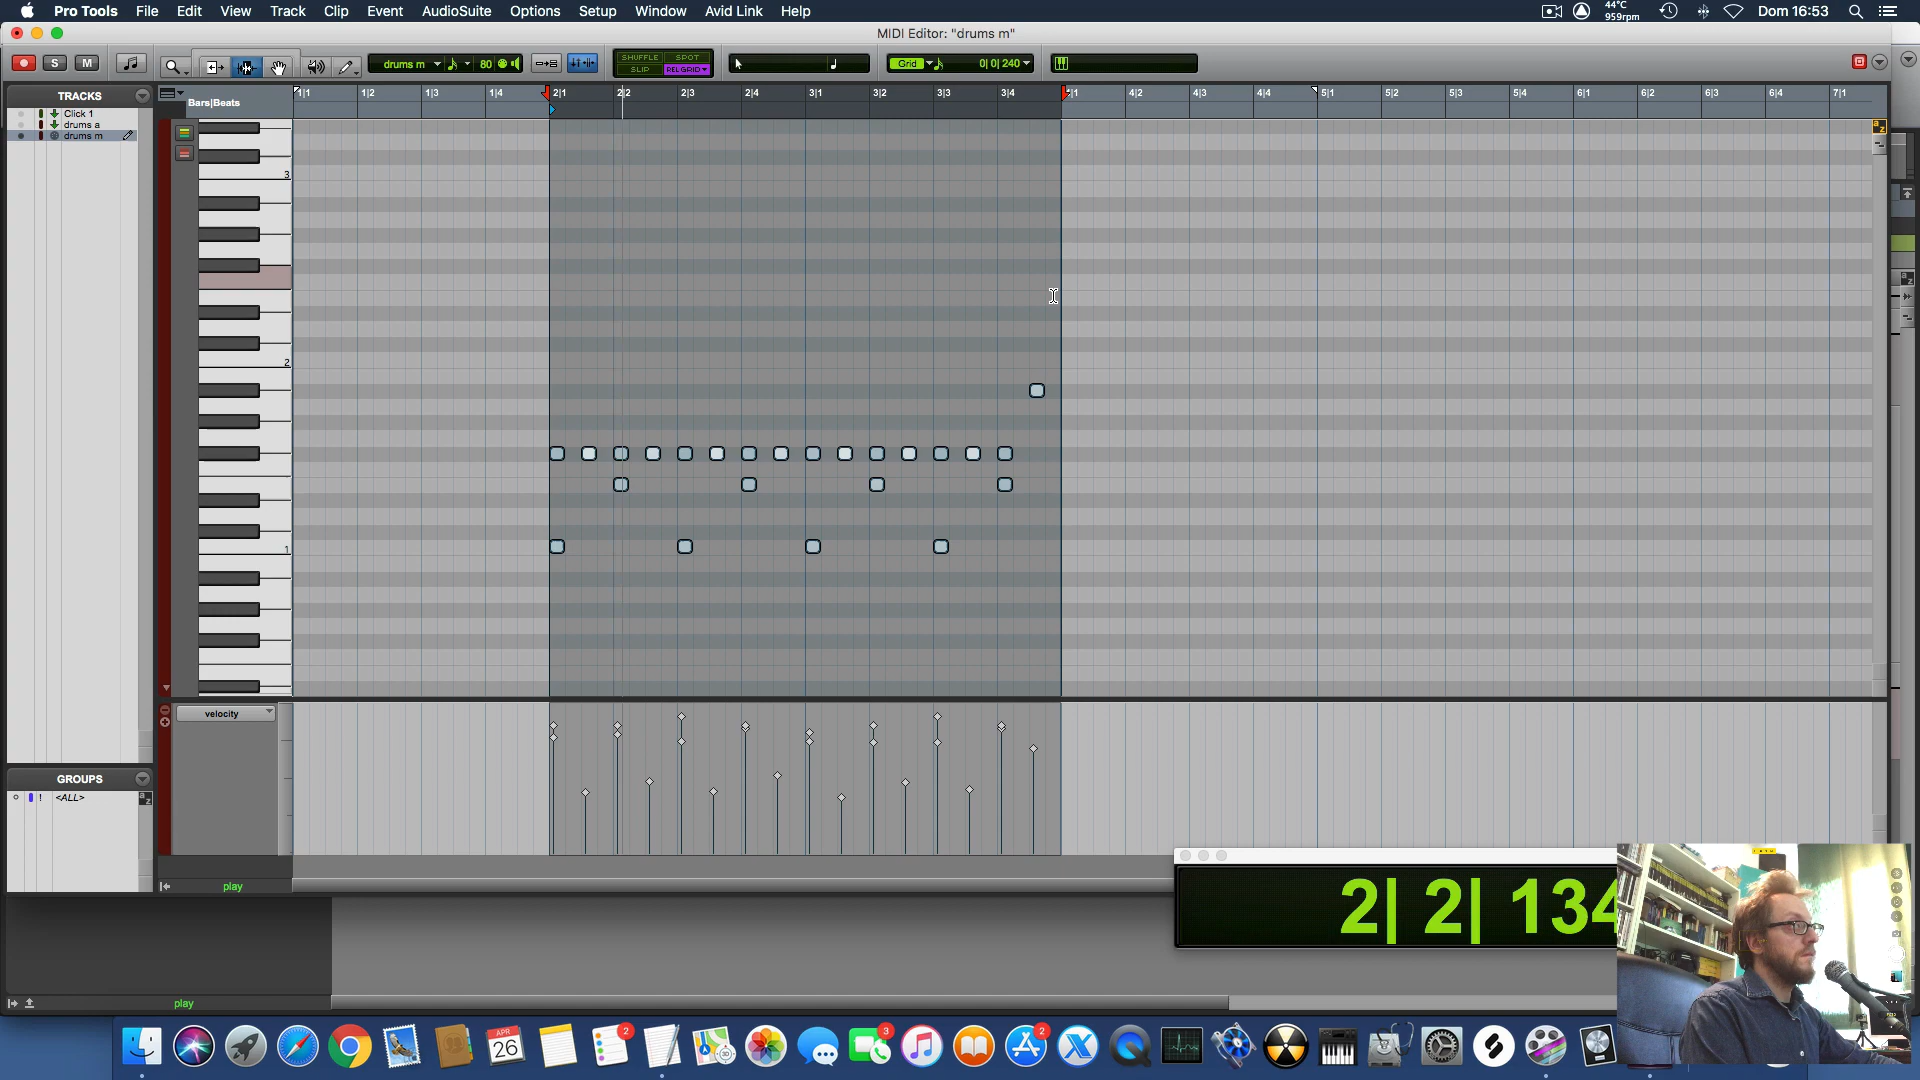 Pro Tools File Edit View Track Clip Event AudioSuite Options Setup Window Avid Link Help 44°C 959rpm Dom 16:53
MIDI Editor: "drums m"
S M drums m 80 SHUFFLE SPOT SLIP REL GRID Grid 0|0|240
TRACKS
Bars|Beats
1|1 1|2 1|3 1|4 2|1 2|2 2|3 2|4 3|1 3|2 3|3 3|4 4|2 4|3 4|4 5|1 5|2 5|3 5|4 6|1 6|2 6|3 6|4 7|1
Click 1
drums a
drums m
a z
3
2
1
velocity
GROUPS
! <ALL>
a z
play
2| 2| 134
play
APR 26
2
3
2